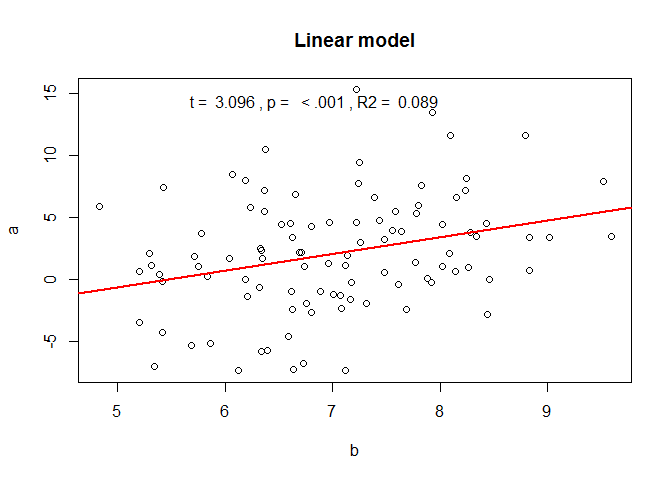 Linear model
t = 3.096 , p = < .001 , R2 = 0.089
15
10
5
0
-5
a
5 6 7 8 9
b